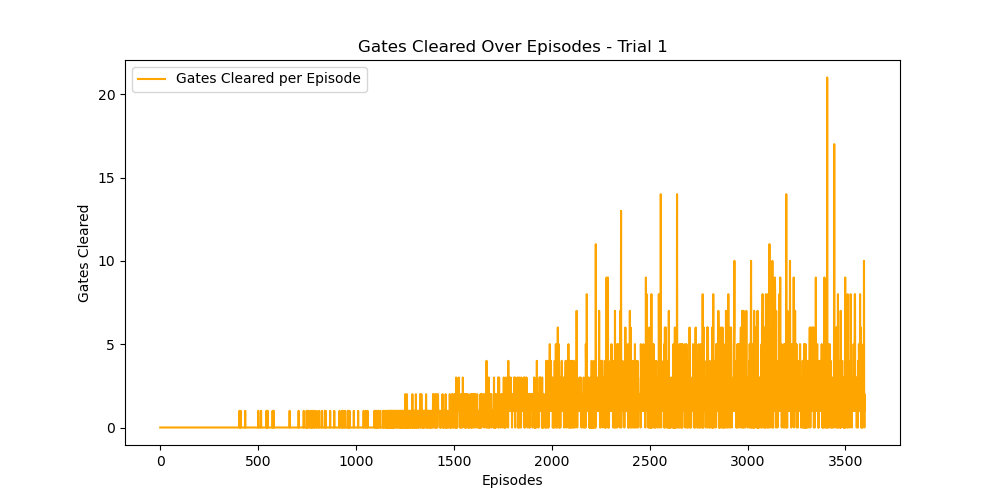 Gates Cleared Over Episodes - Trial 1
Gates Cleared per Episode
Gates Cleared
20
15
10
5
0
0 500 1000 1500 2000 2500 3000 3500
Episodes